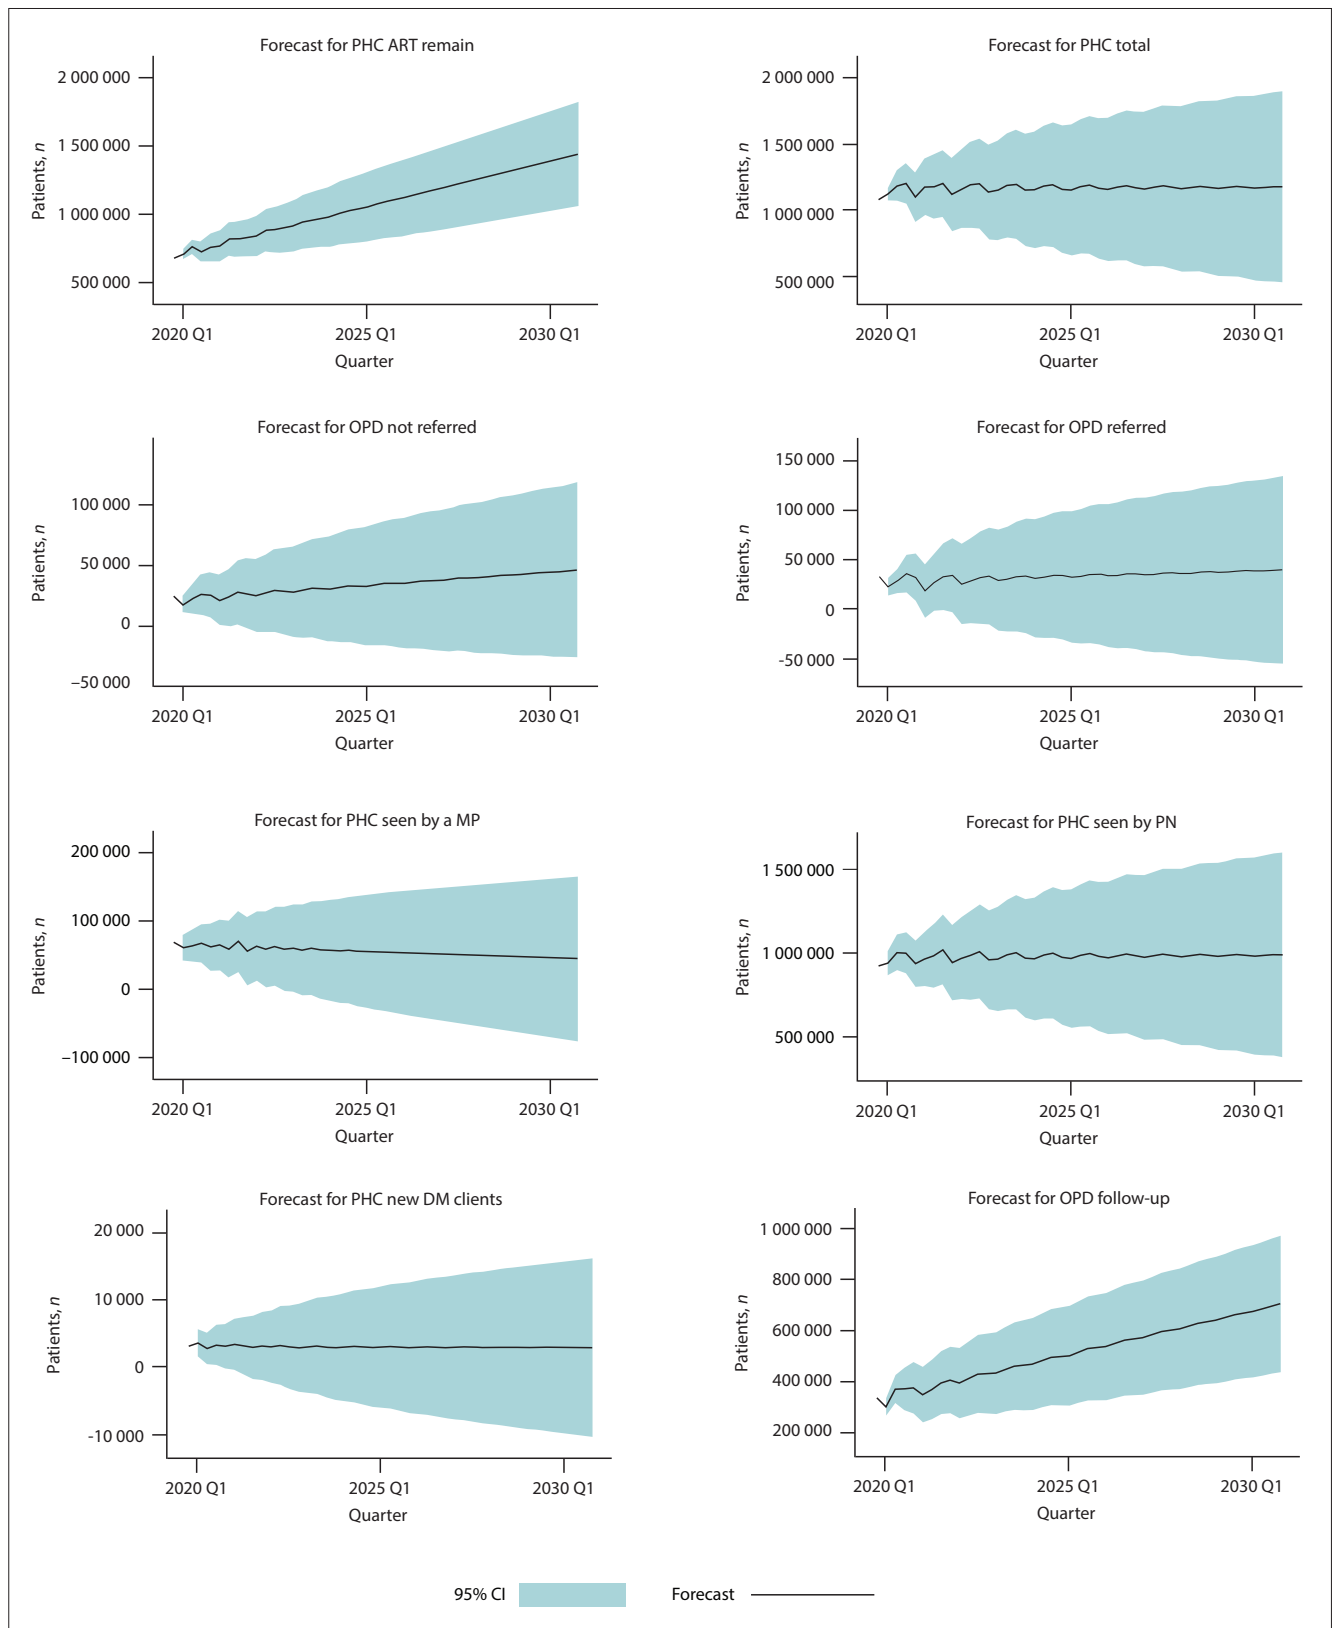 Forecast for PHC ART remain
2 000 000
1 500 000
1 000 000
500 000
Patients, n
2020 Q1
2025 Q1
2030 Q1
Quarter
Forecast for PHC total
2 000 000
1 500 000
1 000 000
500 000
Patients, n
2020 Q1
2025 Q1
2030 Q1
Quarter
Forecast for OPD not referred
100 000
50 000
0
–50 000
Patients, n
2020 Q1
2025 Q1
2030 Q1
Quarter
Forecast for OPD referred
150 000
100 000
50 000
0
-50 000
Patients, n
2020 Q1
2025 Q1
2030 Q1
Quarter
Forecast for PHC seen by a MP
200 000
100 000
0
–100 000
Patients, n
2020 Q1
2025 Q1
2030 Q1
Quarter
Forecast for PHC seen by PN
1 500 000
1 000 000
500 000
Patients, n
2020 Q1
2025 Q1
2030 Q1
Quarter
Forecast for PHC new DM clients
20 000
10 000
0
-10 000
Patients, n
2020 Q1
2025 Q1
2030 Q1
Quarter
Forecast for OPD follow-up
1 000 000
800 000
600 000
400 000
200 000
Patients, n
2020 Q1
2025 Q1
2030 Q1
Quarter
95% CI
Forecast